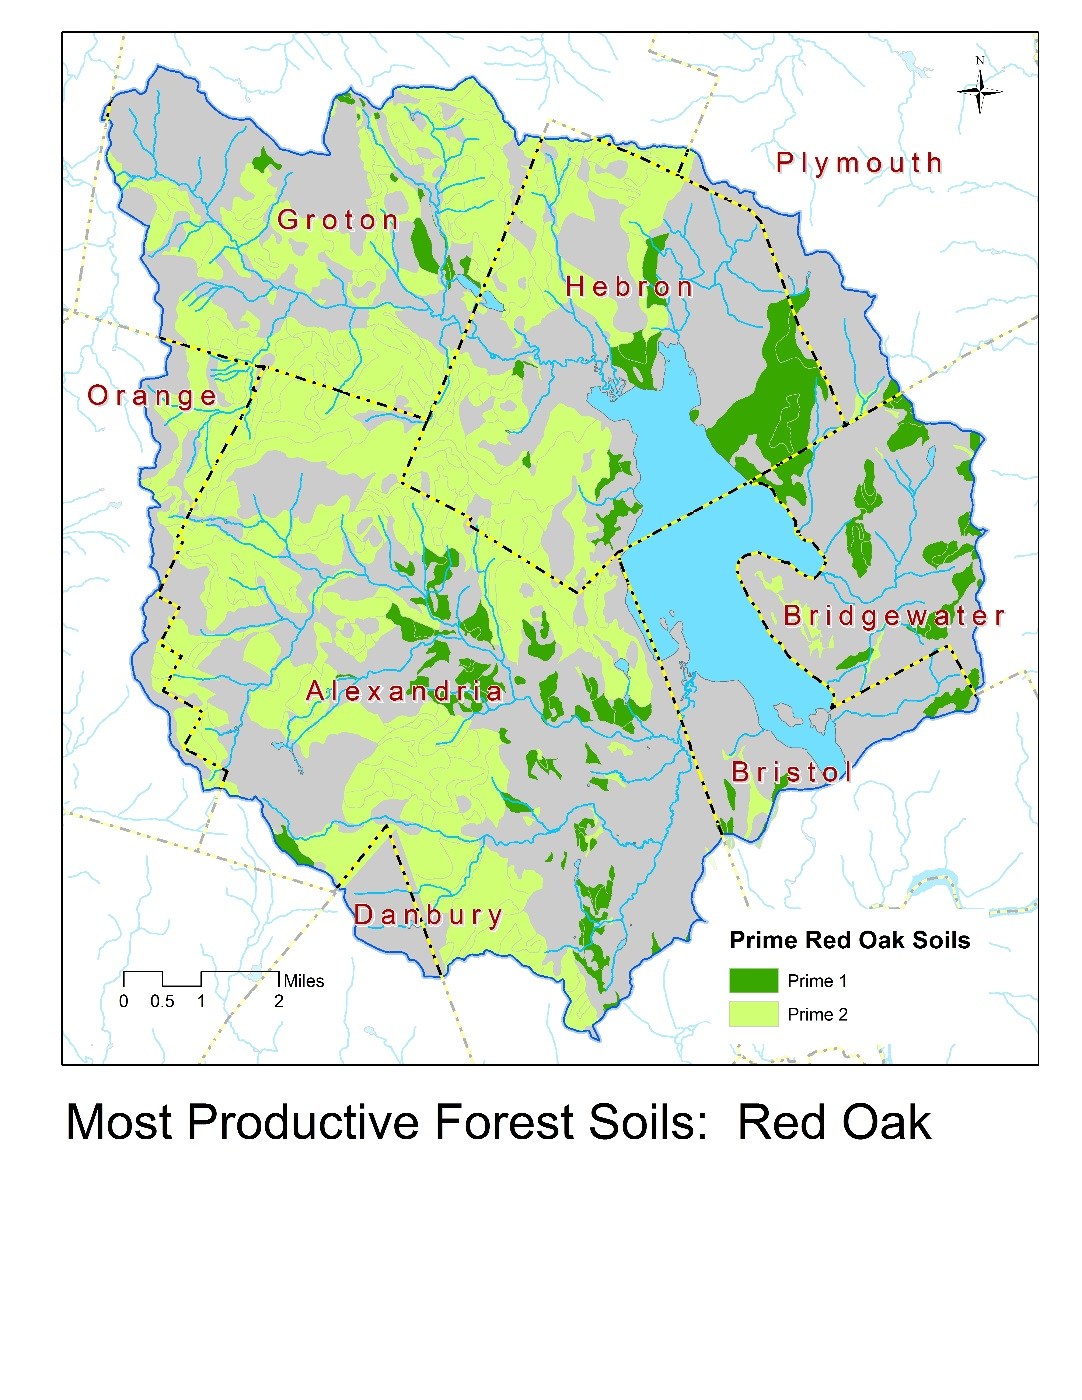 N
Plymouth
Groton
Hebron
Orange
Bridgewater
Alexandria
Bristol
Danbury
Prime Red Oak Soils
Prime 1
Prime 2
Miles
0 0.5 1 2
Most Productive Forest Soils: Red Oak